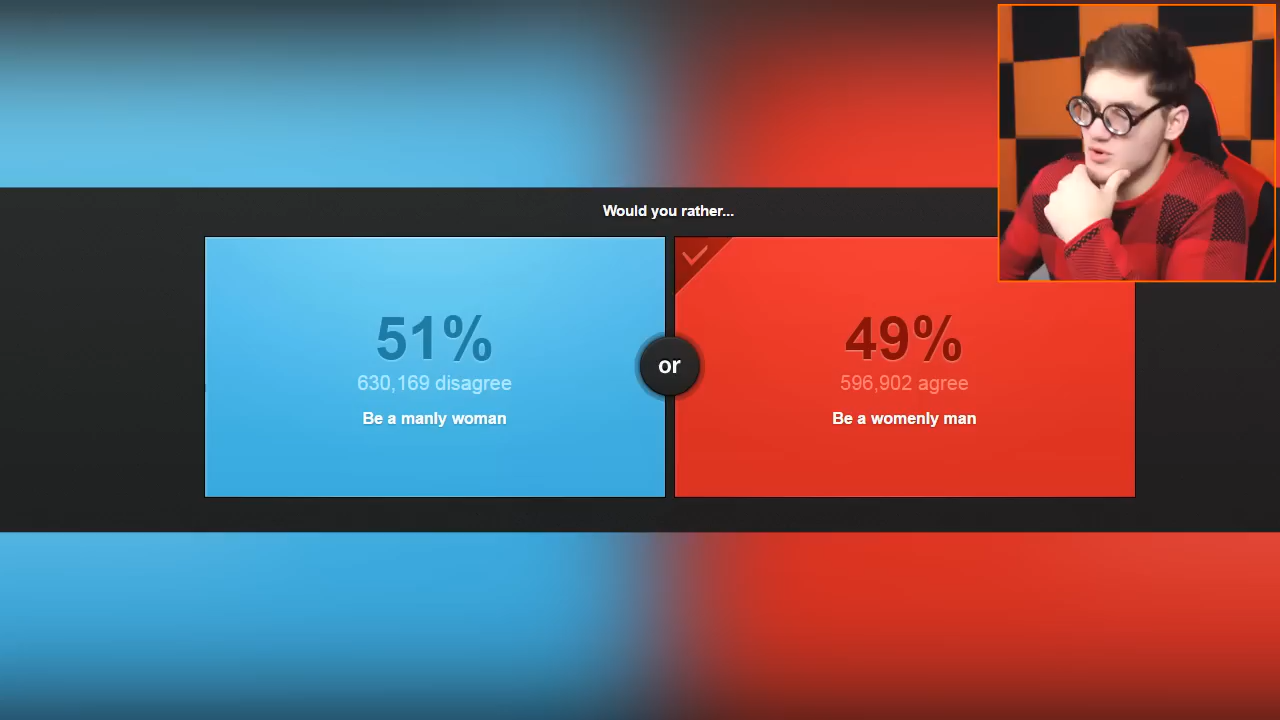 Would you rather...
51%
630,169 disagree
Be a manly woman
or
49%
596,902 agree
Be a womenly man